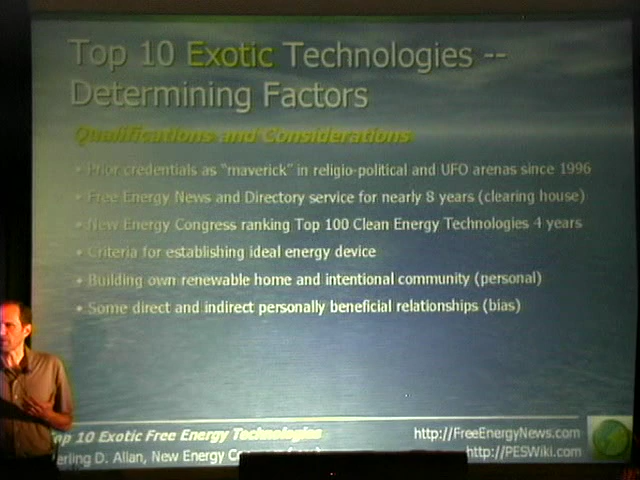 Top 10 Exotic Technologies --
Determining Factors
Qualifications and Considerations
• Prior credentials as "maverick" in religio-political and UFO arenas since 1996
• Free Energy News and Directory service for nearly 8 years (clearing house)
• New Energy Congress ranking Top 100 Clean Energy Technologies 4 years
• Criteria for establishing ideal energy device
• Building own renewable home and intentional community (personal)
• Some direct and indirect personally beneficial relationships (bias)
op 10 Exotic Free Energy Technologies
http://FreeEnergyNews.com
erling D. Allan, New Energy
http://PESWiki.com